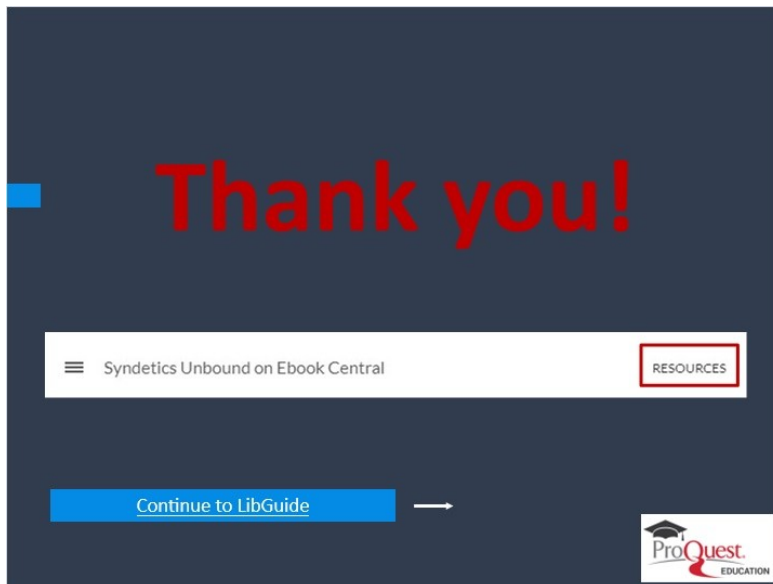 Thank you!
Syndetics Unbound on Ebook Central RESOURCES
Continue to LibGuide
ProQuest.
EDUCATION